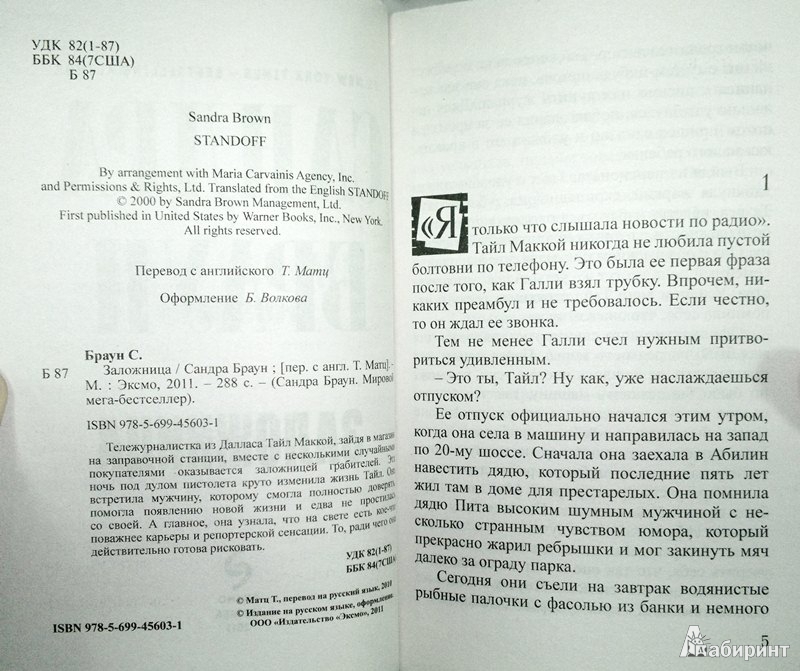 УДК 82(1-87)
ББК 84(7США)
Б 87
Sandra Brown
STANDOFF
By arrangement with Maria Carvainis Agency, Inc.
and Permissions & Rights, Ltd. Translated from the English STANDOFF
© 2000 by Sandra Brown Management, Ltd.
First published in United States by Warner Books, Inc., New York.
All rights reserved.
Перевод с английского Т. Матц
Оформление Б. Волкова
Браун С.
Б 87 Заложница / Сандра Браун ; [пер. с англ. Т. Матц].–
М. : Эксмо, 2011. – 288 с. – (Сандра Браун. Мировой
мега-бестселлер).
ISBN 978-5-699-45603-1
Тележурналистка из Далласа Тайл Маккой, зайдя в магазин
на заправочной станции, вместе с несколькими случайными
покупателями оказывается заложницей грабителей. Эта
ночь под дулом пистолета круто изменила жизнь Тайл. Она
встретила мужчину, которому смогла полностью доверять,
помогла появлению новой жизни и едва не простилась
со своей. А главное, она узнала, что на свете есть кое-что
поважнее карьеры и репортерской сенсации. То, ради чего она
действительно готова рисковать.
УДК 82(1-87)
ББК 84(7США)
© Матц Т., перевод на русский язык, 2010
© Издание на русском языке, оформление.
ООО «Издательство «Эксмо», 2011
ISBN 978-5-699-45603-1
1
«Я только что слышала новости по радио».
Тайл Маккой никогда не любила пустой
болтовни по телефону. Это была ее первая фраза
после того, как Галли взял трубку. Впрочем, ни-
каких преамбул и не требовалось. Если честно,
то он ждал ее звонка.
Тем не менее Галли счел нужным притво-
риться удивленным.
– Это ты, Тайл? Ну как, уже наслаждаешься
отпуском?
Ее отпуск официально начался этим утром,
когда она села в машину и направилась на запад
по 20-му шоссе. Сначала она заехала в Абилин
навестить дядю, который последние пять лет
жил там в доме для престарелых. Она помнила
дядю Пита высоким шумным мужчиной с не-
сколько странным чувством юмора, который
прекрасно жарил ребрышки и мог закинуть мяч
далеко за ограду парка.
Сегодня они съели на завтрак водянистые
рыбные палочки с фасолью из банки и немного
5
Лабиринт